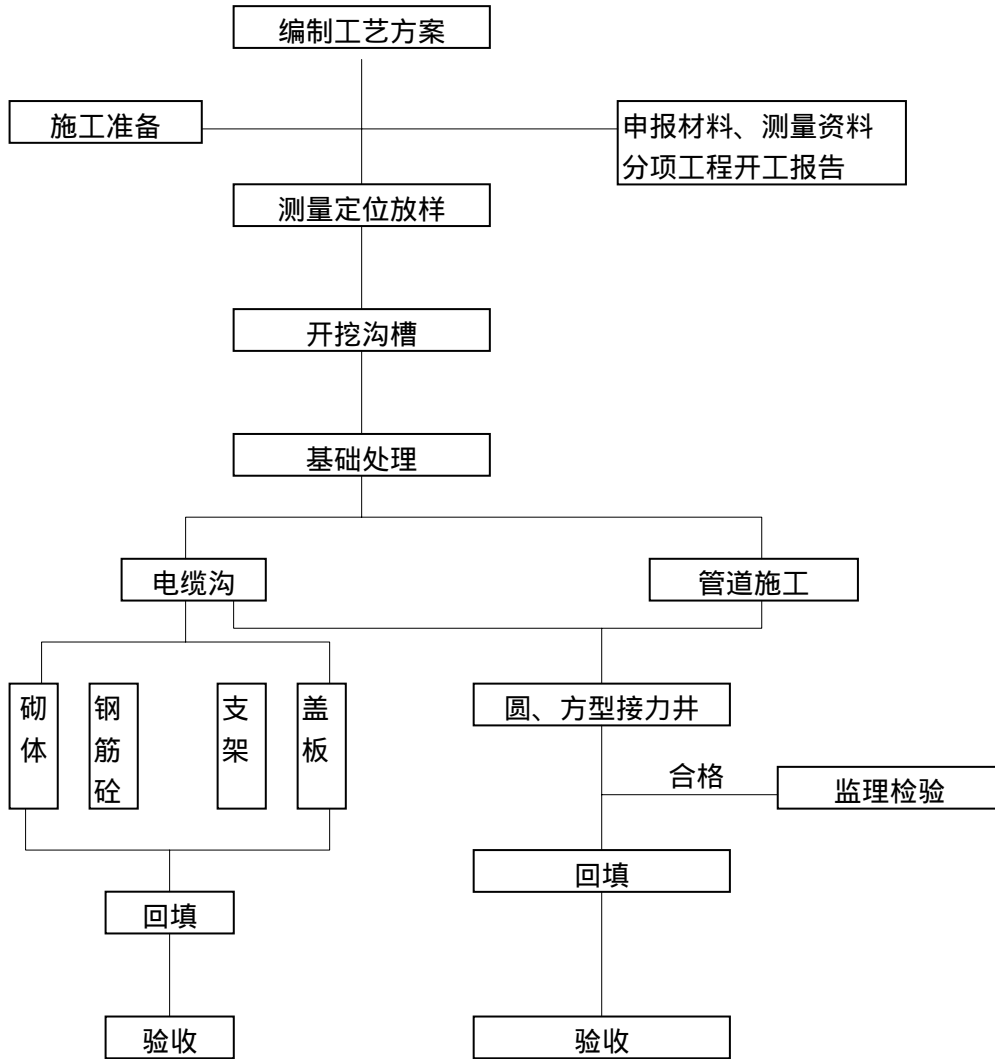 编制工艺方案
施工准备
申报材料、测量资料
分项工程开工报告
测量定位放样
开挖沟槽
基础处理
电缆沟
管道施工
砌体
钢筋砼
支架
盖板
圆、方型接力井
合格
监理检验
回填
回填
验收
验收